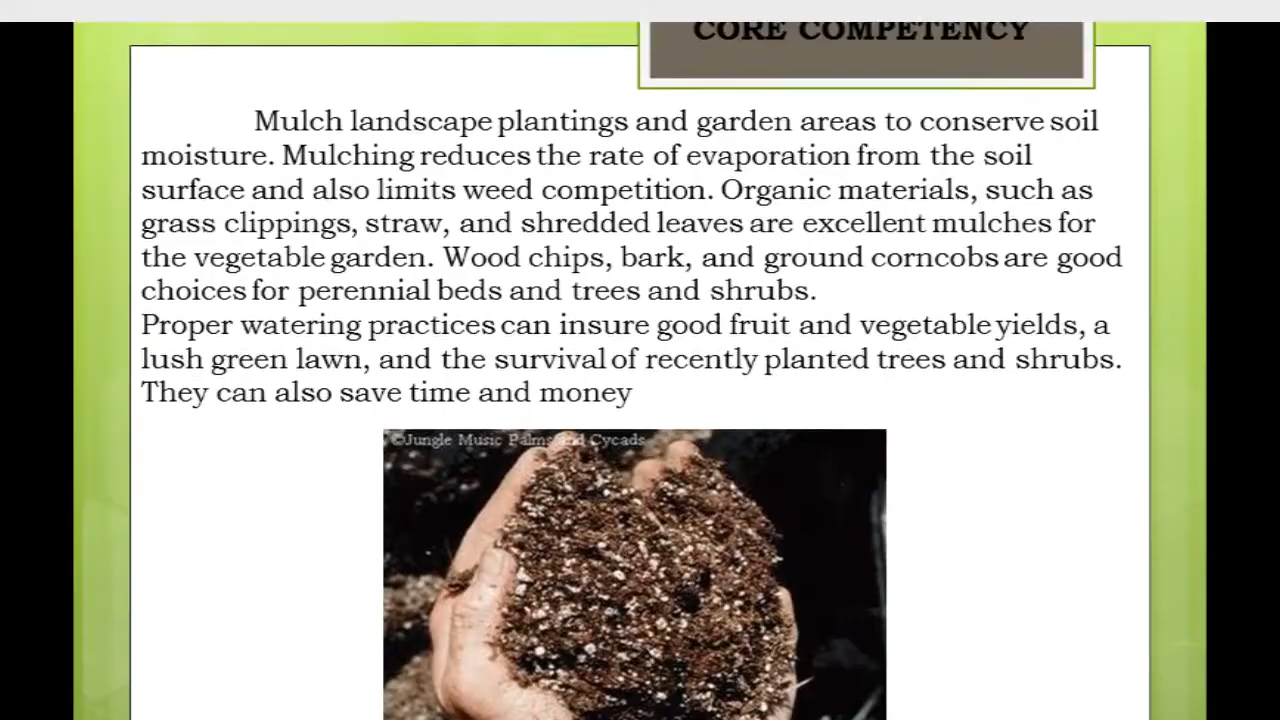 CORE COMPETENCY
Mulch landscape plantings and garden areas to conserve soil
moisture. Mulching reduces the rate of evaporation from the soil
surface and also limits weed competition. Organic materials, such as
grass clippings, straw, and shredded leaves are excellent mulches for
the vegetable garden. Wood chips, bark, and ground corncobs are good
choices for perennial beds and trees and shrubs.
Proper watering practices can insure good fruit and vegetable yields, a
lush green lawn, and the survival of recently planted trees and shrubs.
They can also save time and money
©Jungle Music Palms and Cycads